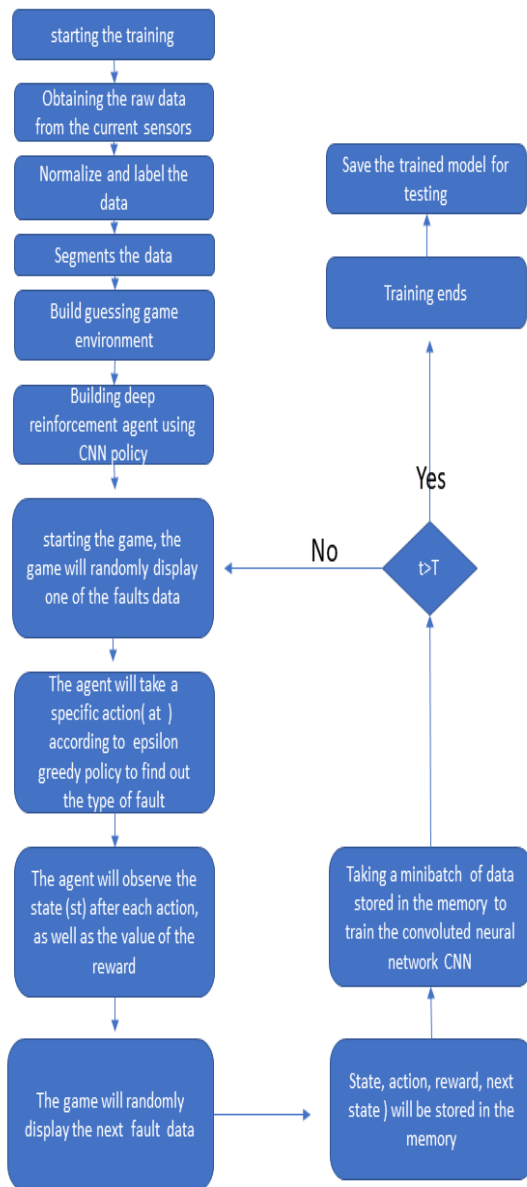 starting the training
Obtaining the raw data
from the current sensors
Normalize and label the
data
Segments the data
Build guessing game
environment
Building deep
reinforcement agent using
CNN policy
starting the game, the
game will randomly display
one of the faults data
The agent will take a
specific action( at )
according to epsilon
greedy policy to find out
the type of fault
The agent will observe the
state (st) after each action,
as well as the value of the
reward
The game will randomly
display the next fault data
State, action, reward, next
state ) will be stored in the
memory
Taking a minibatch of data
stored in the memory to
train the convoluted neural
network CNN
t>T
No
Yes
Training ends
Save the trained model for
testing